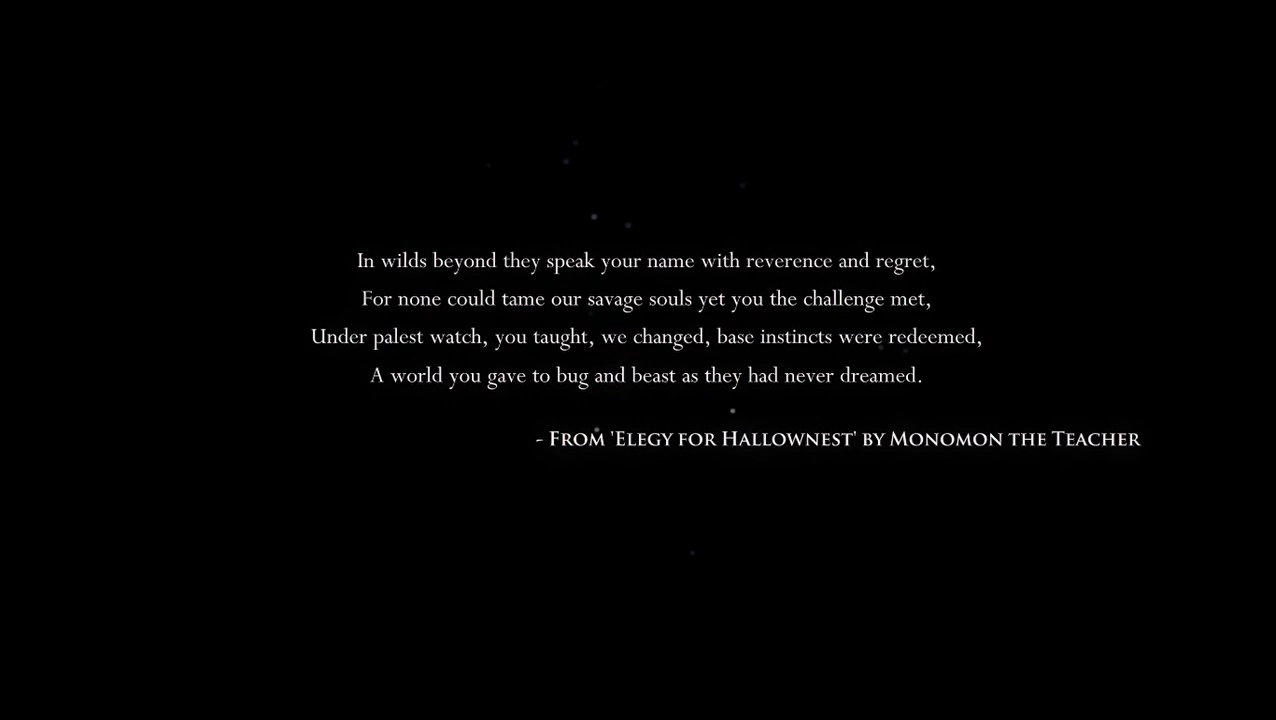 In wilds beyond they speak your name with reverence and regret,
For none could tame our savage souls yet you the challenge met,
Under palest watch, you taught, we changed, base instincts were redeemed,
A world you gave to bug and beast as they had never dreamed.
- From 'Elegy for Hallownest' by Monomon the Teacher